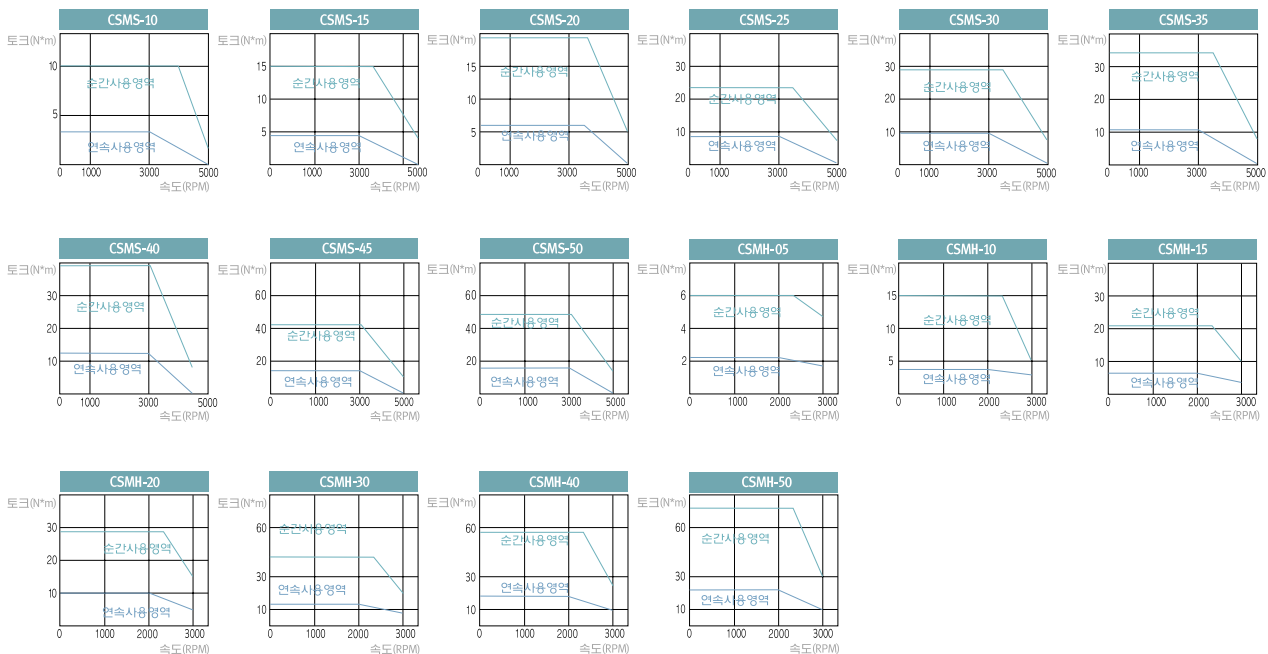 CSMS-10
토크(N*m)
10
순간사용영역
5
연속사용영역
0 1000 3000 5000
속도(RPM)
CSMS-15
토크(N*m)
15
순간사용영역
10
5
연속사용영역
0 1000 3000 5000
속도(RPM)
CSMS-20
토크(N*m)
15
순간사용영역
10
5
연속사용영역
0 1000 3000 5000
속도(RPM)
CSMS-25
토크(N*m)
30
20
순간사용영역
10
연속사용영역
0 1000 3000 5000
속도(RPM)
CSMS-30
토크(N*m)
30
순간사용영역
20
10
연속사용영역
0 1000 3000 5000
속도(RPM)
CSMS-35
토크(N*m)
30
순간사용영역
20
10
연속사용영역
0 1000 3000 5000
속도(RPM)
CSMS-40
토크(N*m)
30
순간사용영역
20
10
연속사용영역
0 1000 3000 5000
속도(RPM)
CSMS-45
토크(N*m)
60
40
순간사용영역
20
연속사용영역
0 1000 3000 5000
속도(RPM)
CSMS-50
토크(N*m)
60
순간사용영역
40
20
연속사용영역
0 1000 3000 5000
속도(RPM)
CSMH-05
토크(N*m)
6
순간사용영역
4
2
연속사용영역
0 1000 2000 3000
속도(RPM)
CSMH-10
토크(N*m)
15
순간사용영역
10
5
연속사용영역
0 1000 2000 3000
속도(RPM)
CSMH-15
토크(N*m)
30
순간사용영역
20
10
연속사용영역
0 1000 2000 3000
속도(RPM)
CSMH-20
토크(N*m)
30
순간사용영역
20
10
연속사용영역
0 1000 2000 3000
속도(RPM)
CSMH-30
토크(N*m)
60
순간사용영역
30
연속사용영역
10
0 1000 2000 3000
속도(RPM)
CSMH-40
토크(N*m)
60
순간사용영역
30
연속사용영역
10
0 1000 2000 3000
속도(RPM)
CSMH-50
토크(N*m)
60
순간사용영역
30
연속사용영역
10
0 1000 2000 3000
속도(RPM)